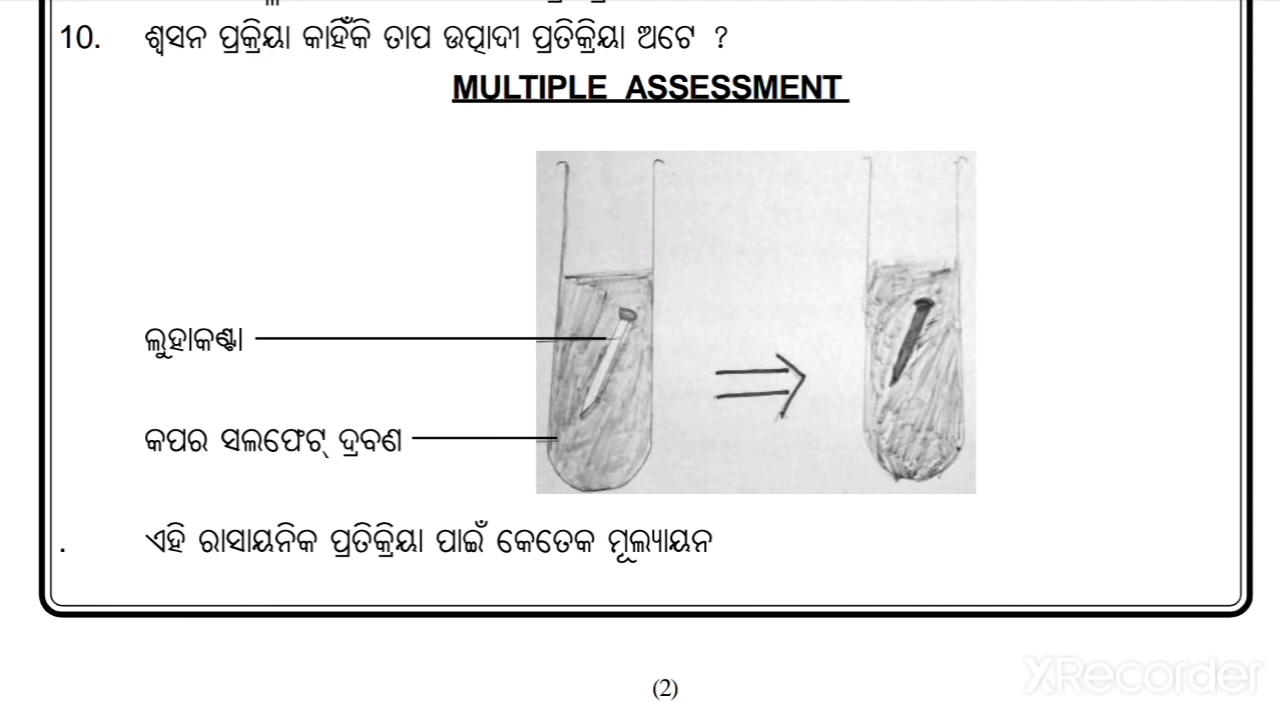 10. ଶ୍ୱସନ ପ୍ରକ୍ରିୟା କାହିଁକି ତାପ ଉତ୍ପାଦୀ ପ୍ରତିକ୍ରିୟା ଅଟେ ?
MULTIPLE ASSESSMENT
ଲୁହାକଣ୍ଟା
କପର ସଲଫେଟ୍ ଦ୍ରବଣ
. ଏହି ରାସାୟନିକ ପ୍ରତିକ୍ରିୟା ପାଇଁ କେତେକ ମୂଲ୍ୟାୟନ
(2)
XRecorder